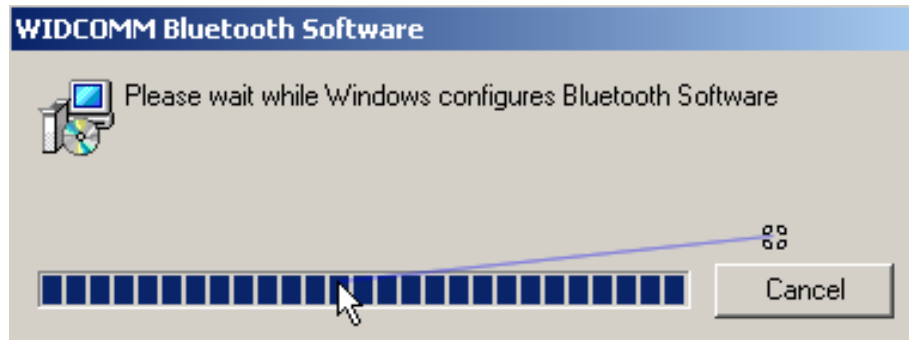 WIDCOMM Bluetooth Software
Please wait while Windows configures Bluetooth Software
Cancel